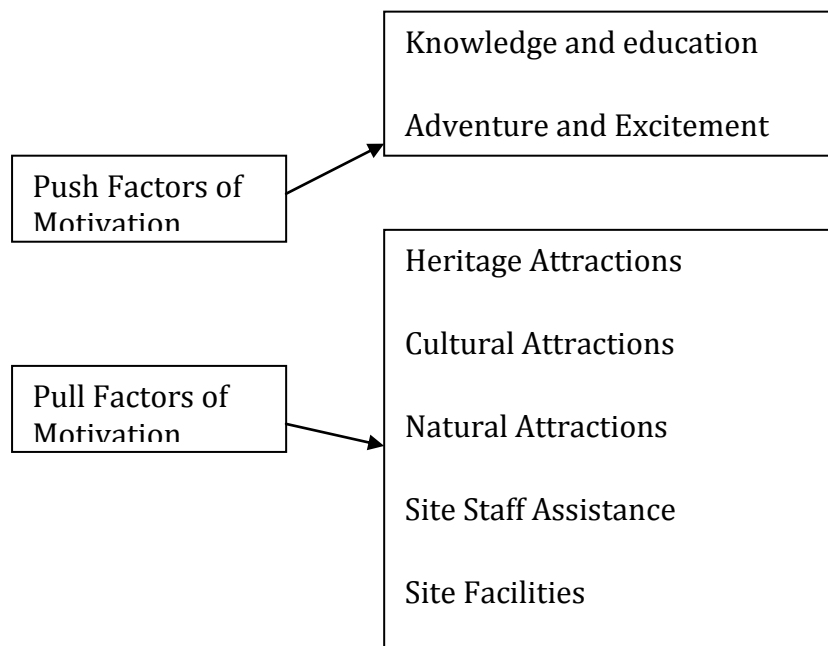 Knowledge and education
Adventure and Excitement
Push Factors of
Motivation
Heritage Attractions
Cultural Attractions
Pull Factors of
Motivation
Natural Attractions
Site Staff Assistance
Site Facilities